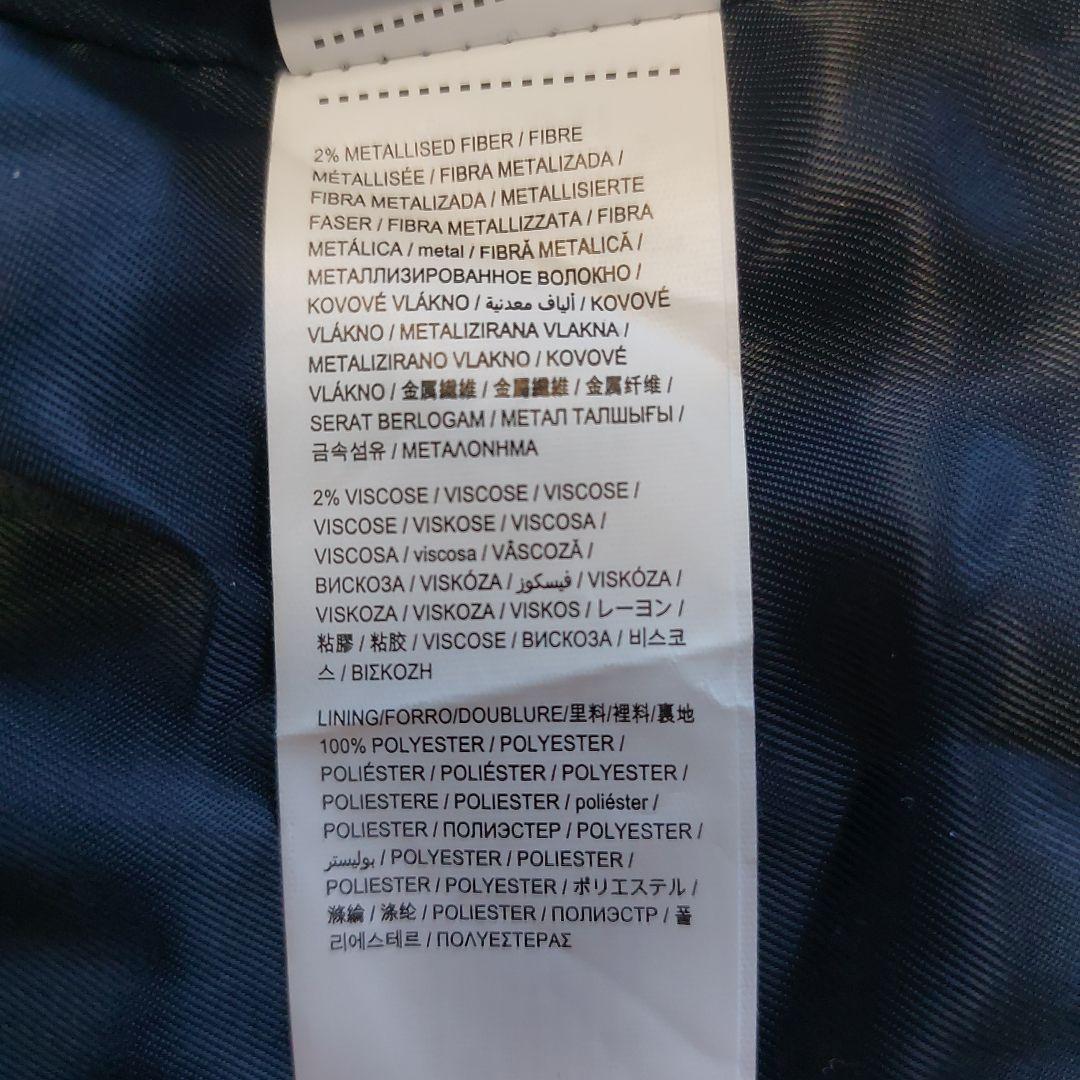 2% METALLISED FIBER / FIBRE
MÉTALLISÉE / FIBRA METALIZADA /
FIBRA METALIZADA / METALLISIERTE
FASER / FIBRA METALLIZZATA / FIBRA
METÁLICA / metal / FIBRĂ METALICĂ /
МЕТАЛЛИЗИРОВАННОЕ ВОЛОКНО /
KOVOVÉ VLÁKNO / ألياف معدنية / KOVOVÉ
VLÁKNO / METALIZIRANA VLAKNA /
METALIZIRANO VLAKNO / KOVOVÉ
VLÁKNO / 金属繊維 / 金屬纖維 / 金属纤维 /
SERAT BERLOGAM / МЕТАЛ ТАЛШЫҒЫ /
금속섬유 / ΜΕΤΑΛΟΝΗΜΑ
2% VISCOSE / VISCOSE / VISCOSE /
VISCOSE / VISKOSE / VISCOSA /
VISCOSA / viscosa / VÂSCOZĂ /
ВИСКОЗА / VISKÓZA / فيسكوز / VISKÓZA /
VISKOZA / VISKOZA / VISKOS / レーヨン /
粘膠 / 粘胶 / VISCOSE / ВИСКОЗА / 비스코
스 / ΒΙΣΚΟΖΗ
LINING/FORRO/DOUBLURE/里料/裡料/裏地
100% POLYESTER / POLYESTER /
POLIÉSTER / POLIÉSTER / POLYESTER /
POLIESTERE / POLIESTER / poliéster /
POLIESTER / ПОЛИЭСТЕР / POLYESTER /
بوليستر / POLYESTER / POLIESTER /
POLIESTER / POLYESTER / ポリエステル /
滌綸 / 涤纶 / POLIESTER / ПОЛИЭСТР / 폴
리에스테르 / ΠΟΛΥΕΣΤΕΡΑΣ